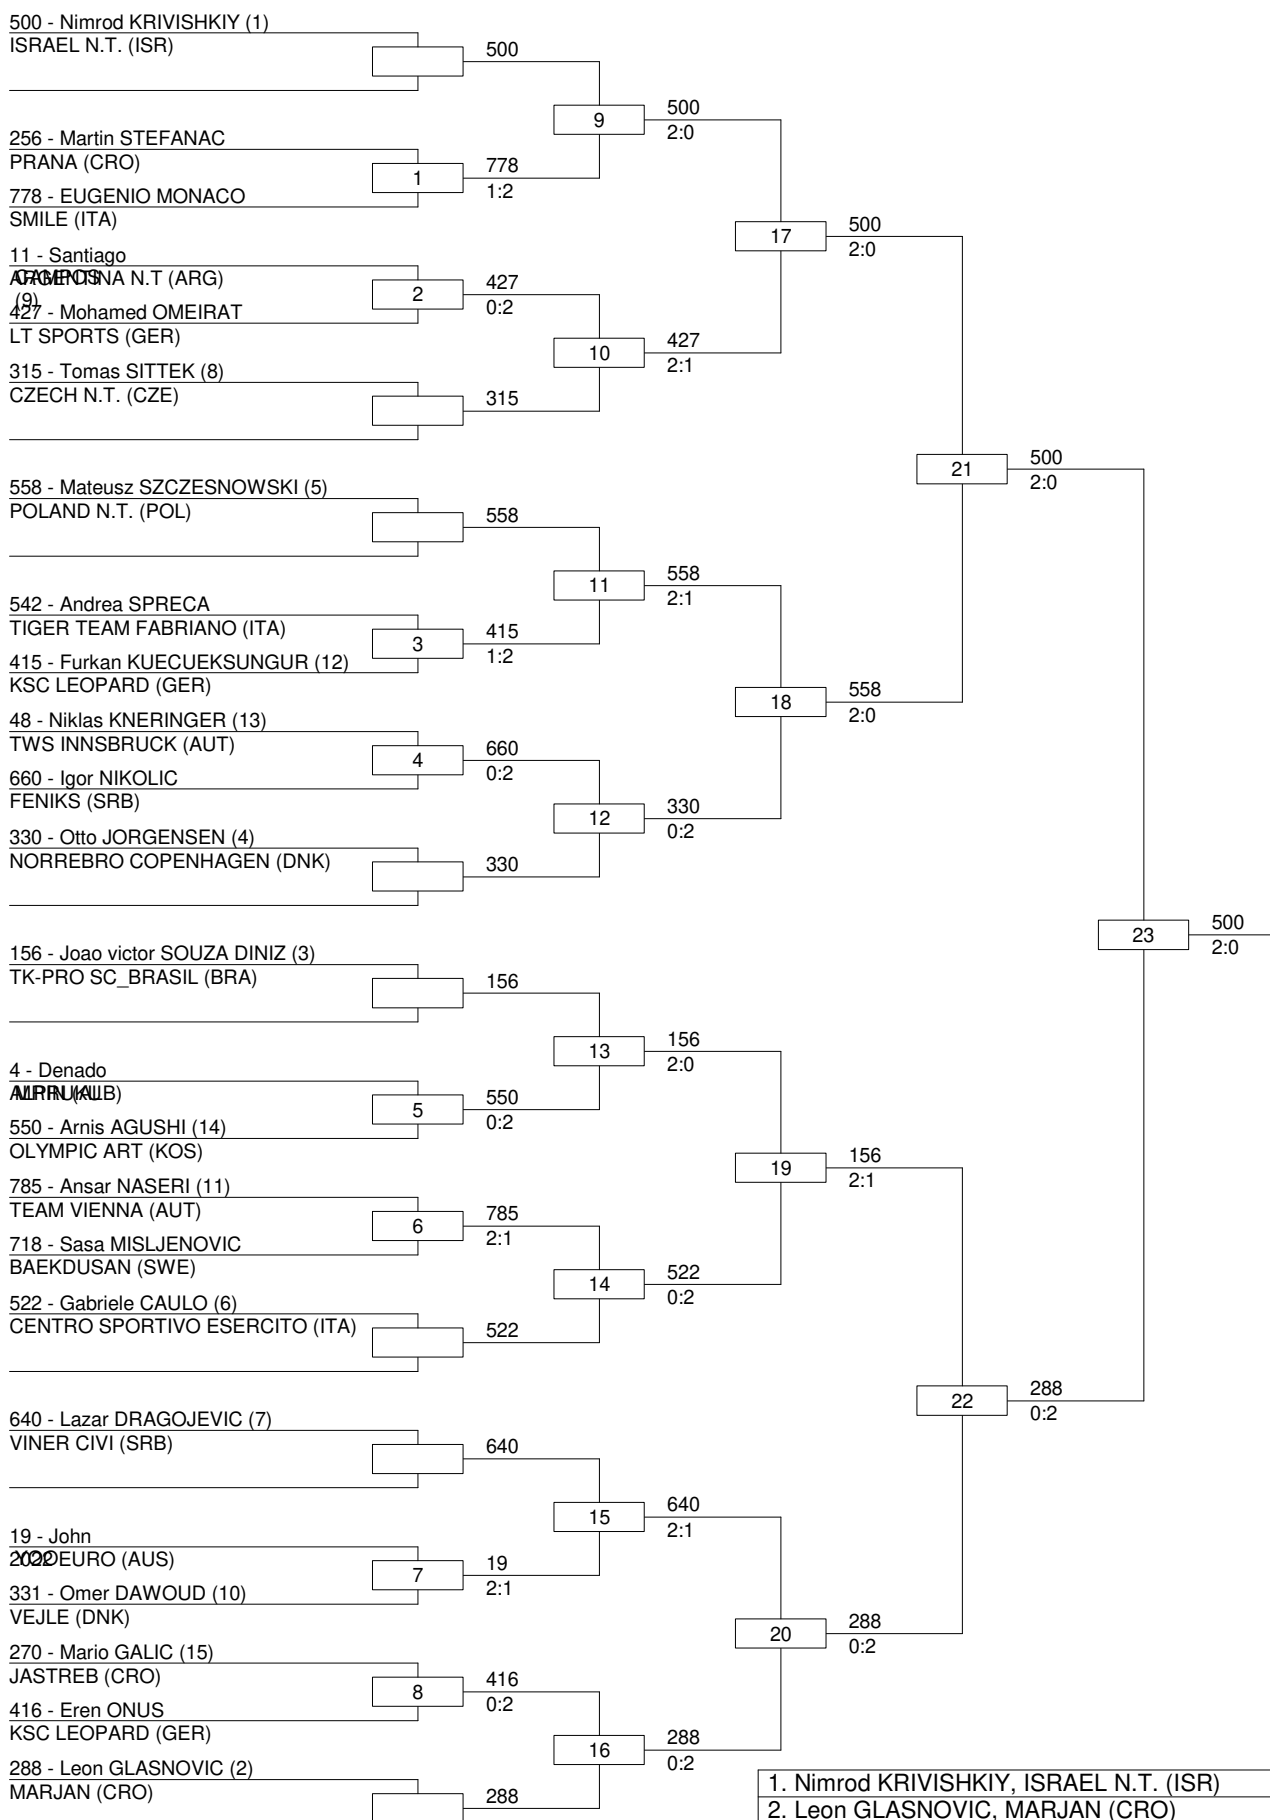 500 - Nimrod KRIVISHKIY (1)
ISRAEL N.T. (ISR)
500
9
500
2:0
256 - Martin STEFANAC
PRANA (CRO)
1
778
1:2
778 - EUGENIO MONACO
SMILE (ITA)
17
500
2:0
11 - Santiago
CAMPOS
ARGENTINA N.T (ARG)
(9)
2
427
0:2
427 - Mohamed OMEIRAT
LT SPORTS (GER)
10
427
2:1
315 - Tomas SITTEK (8)
CZECH N.T. (CZE)
315
21
500
2:0
558 - Mateusz SZCZESNOWSKI (5)
POLAND N.T. (POL)
558
11
558
2:1
542 - Andrea SPRECA
TIGER TEAM FABRIANO (ITA)
3
415
1:2
415 - Furkan KUECUEKSUNGUR (12)
KSC LEOPARD (GER)
18
558
2:0
48 - Niklas KNERINGER (13)
TWS INNSBRUCK (AUT)
4
660
0:2
660 - Igor NIKOLIC
FENIKS (SRB)
12
330
0:2
330 - Otto JORGENSEN (4)
NORREBRO COPENHAGEN (DNK)
330
23
500
2:0
156 - Joao victor SOUZA DINIZ (3)
TK-PRO SC_BRASIL (BRA)
156
13
156
2:0
4 - Denado
5
550
0:2
550 - Arnis AGUSHI (14)
OLYMPIC ART (KOS)
19
156
2:1
785 - Ansar NASERI (11)
TEAM VIENNA (AUT)
6
785
2:1
718 - Sasa MISLJENOVIC
BAEKDUSAN (SWE)
14
522
0:2
522 - Gabriele CAULO (6)
CENTRO SPORTIVO ESERCITO (ITA)
522
22
288
0:2
640 - Lazar DRAGOJEVIC (7)
VINER CIVI (SRB)
640
15
640
2:1
19 - John
EURO (AUS)
7
19
2:1
331 - Omer DAWOUD (10)
VEJLE (DNK)
20
288
0:2
270 - Mario GALIC (15)
JASTREB (CRO)
8
416
0:2
416 - Eren ONUS
KSC LEOPARD (GER)
16
288
0:2
288 - Leon GLASNOVIC (2)
MARJAN (CRO)
288
1. Nimrod KRIVISHKIY, ISRAEL N.T. (ISR)
2. Leon GLASNOVIC, MARJAN (CRO)